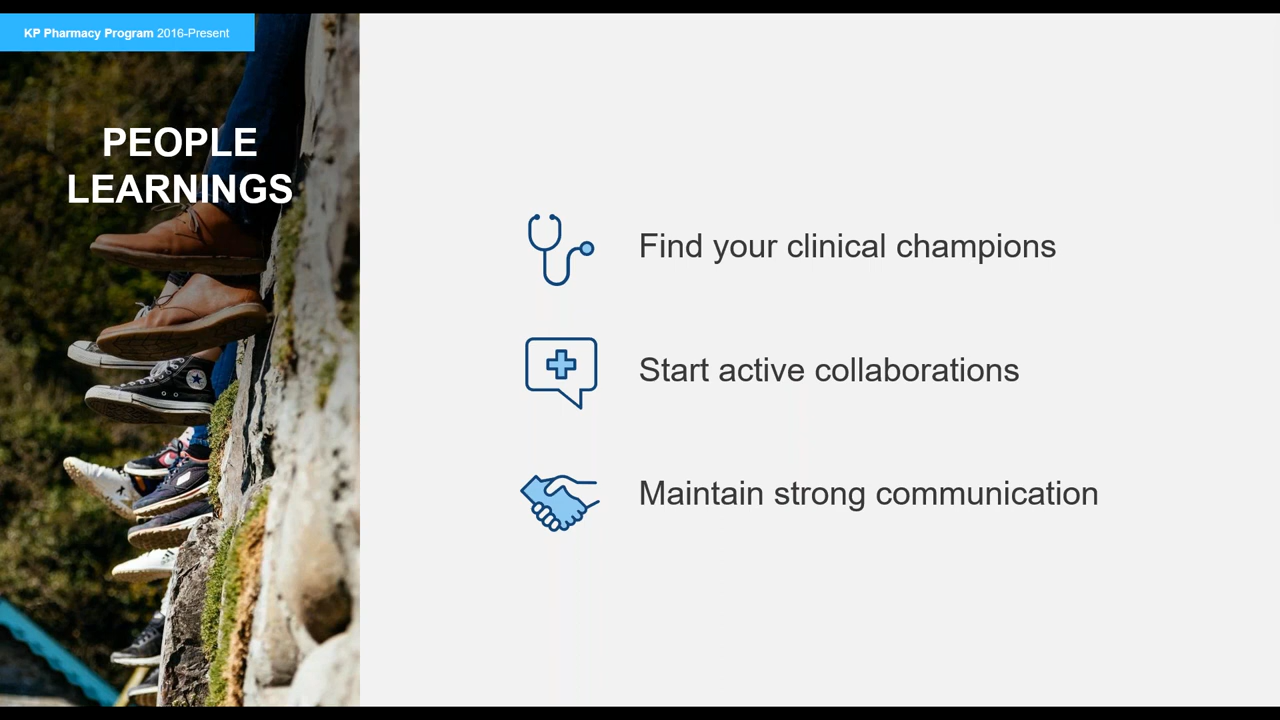 KP Pharmacy Program 2016-Present
PEOPLE
LEARNINGS
Find your clinical champions
Start active collaborations
Maintain strong communication